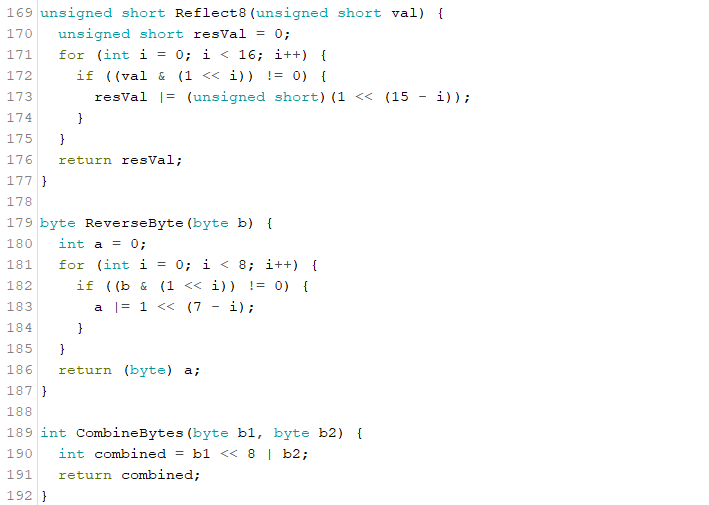 169 unsigned short Reflect8(unsigned short val) {
170   unsigned short resVal = 0;
171   for (int i = 0; i < 16; i++) {
172     if ((val & (1 << i)) != 0) {
173       resVal |= (unsigned short)(1 << (15 - i));
174     }
175   }
176   return resVal;
177 }
178
179 byte ReverseByte(byte b) {
180   int a = 0;
181   for (int i = 0; i < 8; i++) {
182     if ((b & (1 << i)) != 0) {
183       a |= 1 << (7 - i);
184     }
185   }
186   return (byte) a;
187 }
188
189 int CombineBytes(byte b1, byte b2) {
190   int combined = b1 << 8 | b2;
191   return combined;
192 }